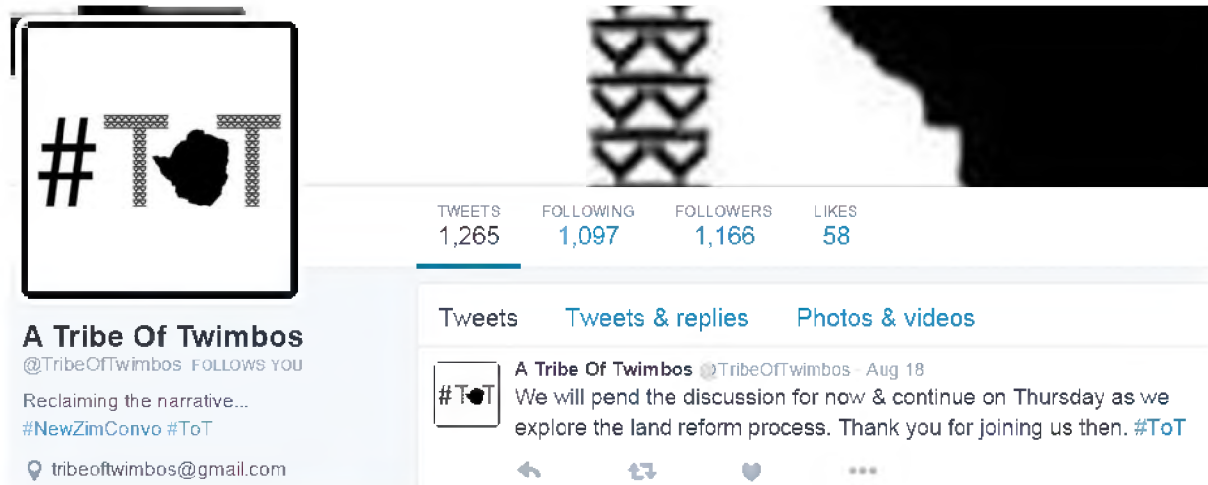 #ToT
TWEETS FOLLOWING FOLLOWERS LIKES
1,265 1,097 1,166 58
Tweets Tweets & replies Photos & videos
A Tribe Of Twimbos
@TribeOfTwimbos FOLLOWS YOU
Reclaiming the narrative...
#NewZimConvo #ToT
tribeoftwimbos@gmail.com
#ToT
A Tribe Of Twimbos @TribeOfTwimbos · Aug 18
We will pend the discussion for now & continue on Thursday as we
explore the land reform process. Thank you for joining us then. #ToT